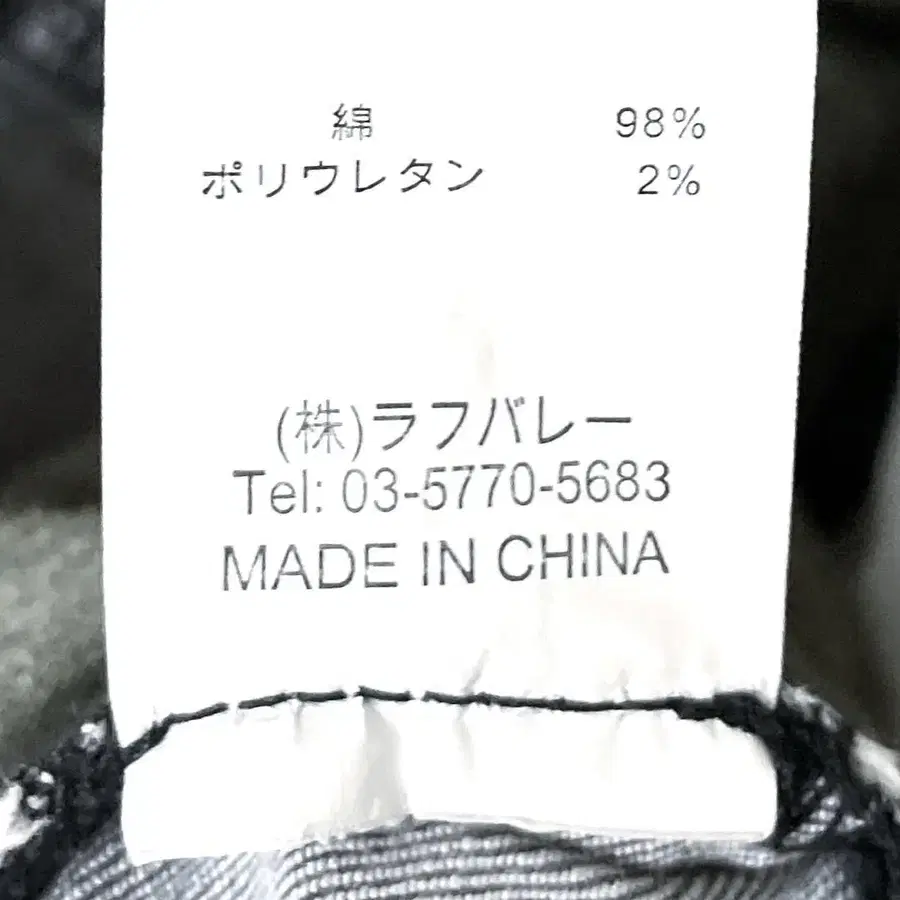 綿 98%
ポリウレタン 2%
(株)ラフバレー
Tel: 03-5770-5683
MADE IN CHINA